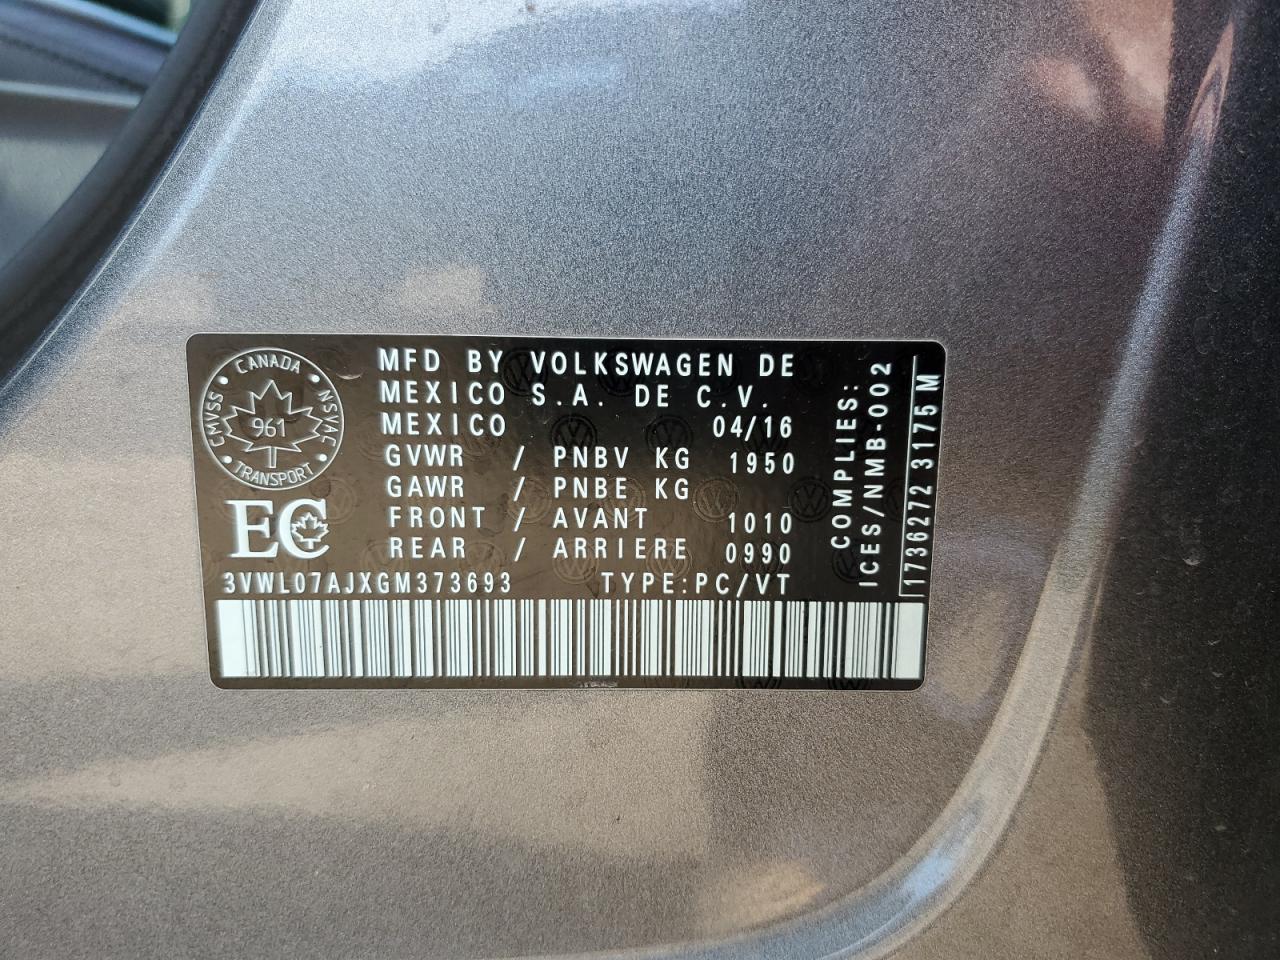 CANADA
CMVSS
NSVAC
961
TRANSPORT
EC
MFD BY VOLKSWAGEN DE
MEXICO S.A. DE C.V.
MEXICO 04/16
GVWR / PNBV KG 1950
GAWR / PNBE KG
FRONT / AVANT 1010
REAR / ARRIERE 0990
3VWL07AJXGM373693 TYPE:PC/VT
COMPLIES:
ICES/NMB-002
1736272 3175 M